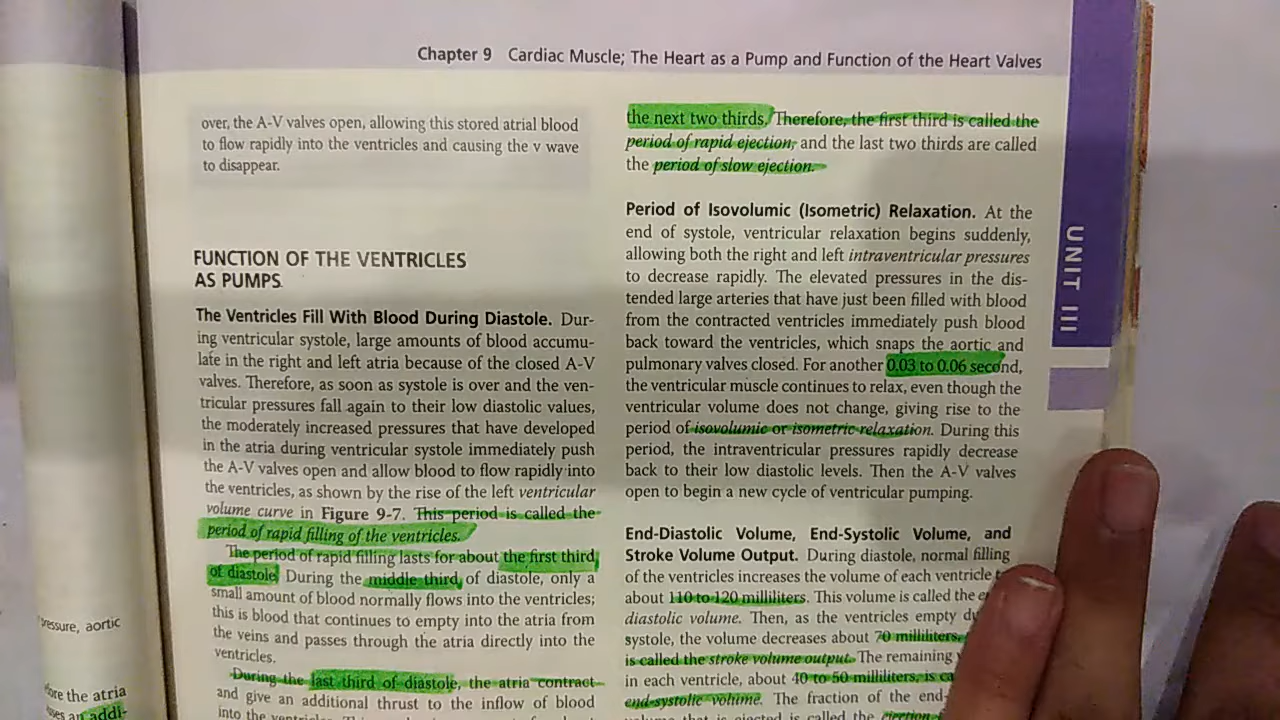 Chapter 9 Cardiac Muscle; The Heart as a Pump and Function of the Heart Valves
over, the A-V valves open, allowing this stored atrial blood
to flow rapidly into the ventricles and causing the v wave
to disappear.
FUNCTION OF THE VENTRICLES
AS PUMPS
The Ventricles Fill With Blood During Diastole. Dur-
ing ventricular systole, large amounts of blood accumu-
late in the right and left atria because of the closed A-V
valves. Therefore, as soon as systole is over and the ven-
tricular pressures fall again to their low diastolic values,
the moderately increased pressures that have developed
in the atria during ventricular systole immediately push
the A-V valves open and allow blood to flow rapidly into
the ventricles, as shown by the rise of the left ventricular
volume curve in Figure 9-7. This period is called the
period of rapid filling of the ventricles.
The period of rapid filling lasts for about the first third
of diastole. During the middle third of diastole, only a
small amount of blood normally flows into the ventricles;
this is blood that continues to empty into the atria from
the veins and passes through the atria directly into the
ventricles.
During the last third of diastole, the atria contract
and give an additional thrust to the inflow of blood
into the
the next two thirds. Therefore, the first third is called the
period of rapid ejection, and the last two thirds are called
the period of slow ejection.
Period of Isovolumic (Isometric) Relaxation. At the
end of systole, ventricular relaxation begins suddenly,
allowing both the right and left intraventricular pressures
to decrease rapidly. The elevated pressures in the dis-
tended large arteries that have just been filled with blood
from the contracted ventricles immediately push blood
back toward the ventricles, which snaps the aortic and
pulmonary valves closed. For another 0.03 to 0.06 second,
the ventricular muscle continues to relax, even though the
ventricular volume does not change, giving rise to the
period of isovolumic or isometric relaxation. During this
period, the intraventricular pressures rapidly decrease
back to their low diastolic levels. Then the A-V valves
open to begin a new cycle of ventricular pumping.
End-Diastolic Volume, End-Systolic Volume, and
Stroke Volume Output. During diastole, normal filling
of the ventricles increases the volume of each ventricle
about 110 to 120 milliliters. This volume is called the
diastolic volume. Then, as the ventricles empty
systole, the volume decreases about 70 milliliters,
is called the stroke volume output. The remaining
in each ventricle, about 40 to 50 milliliters, is
end-systolic volume. The fraction of the end-
volume that is ejected is called the
UNIT III
pressure, aortic
the atria
an addi-